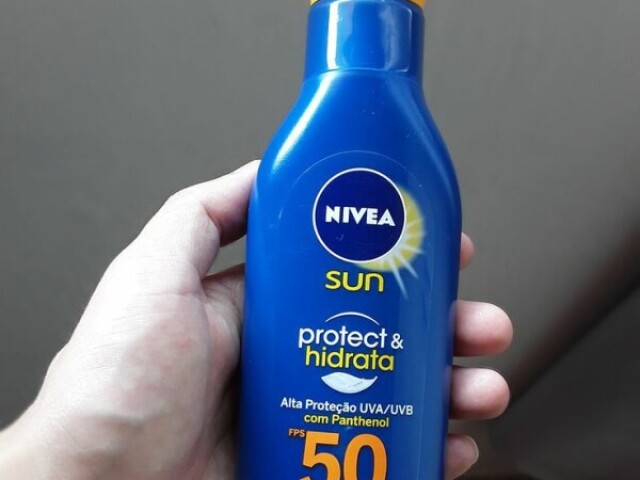 NIVEA
sun
protect &
hidrata
Alta Proteção UVA/UVB
com Panthenol
FPS 50